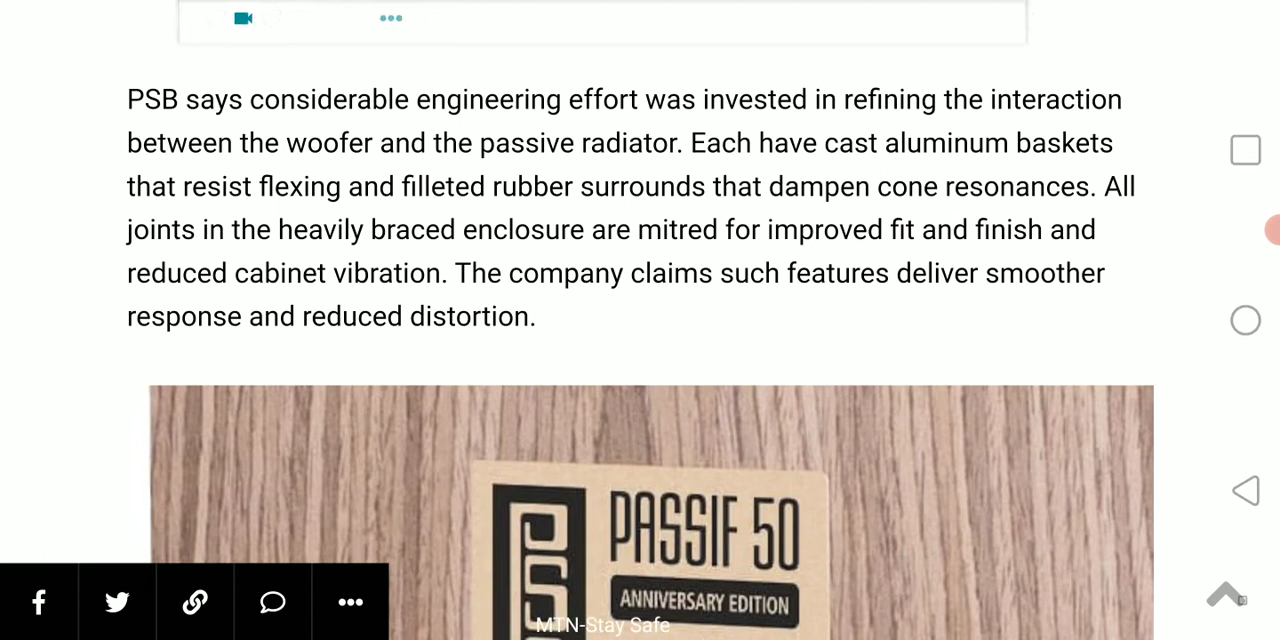 PSB says considerable engineering effort was invested in refining the interaction
between the woofer and the passive radiator. Each have cast aluminum baskets
that resist flexing and filleted rubber surrounds that dampen cone resonances. All
joints in the heavily braced enclosure are mitred for improved fit and finish and
reduced cabinet vibration. The company claims such features deliver smoother
response and reduced distortion.
PASSIF 50
PS
ANNIVERSARY EDITION
MTN-Stay Safe